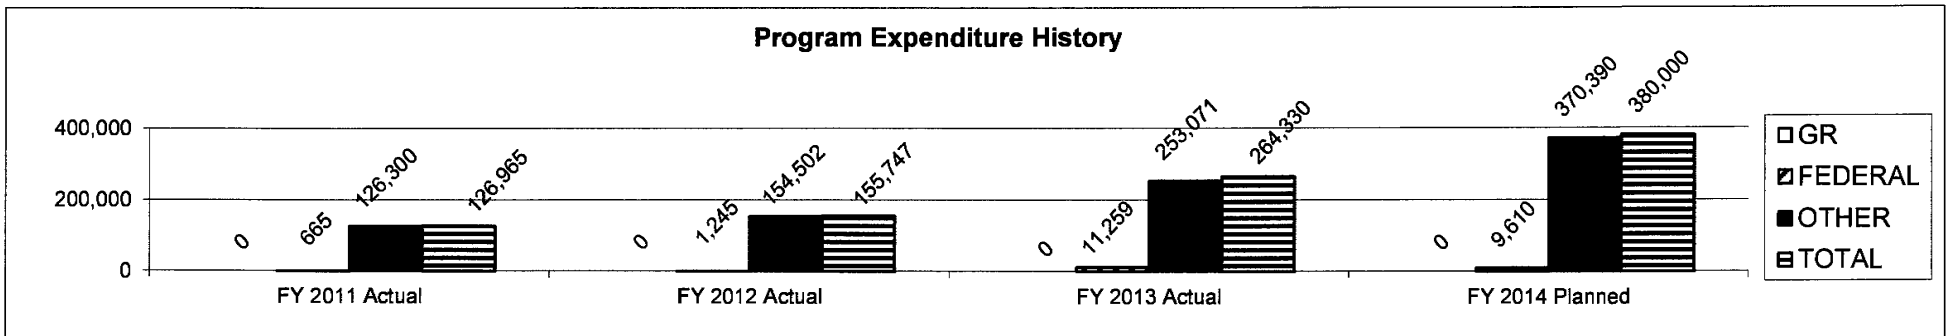 Program Expenditure History
400,000
200,000
0
0
665
126,300
126,965
0
1,245
154,502
155,747
0
11,259
253,071
264,330
0
9,610
370,390
380,000
FY 2011 Actual
FY 2012 Actual
FY 2013 Actual
FY 2014 Planned
GR
FEDERAL
OTHER
TOTAL